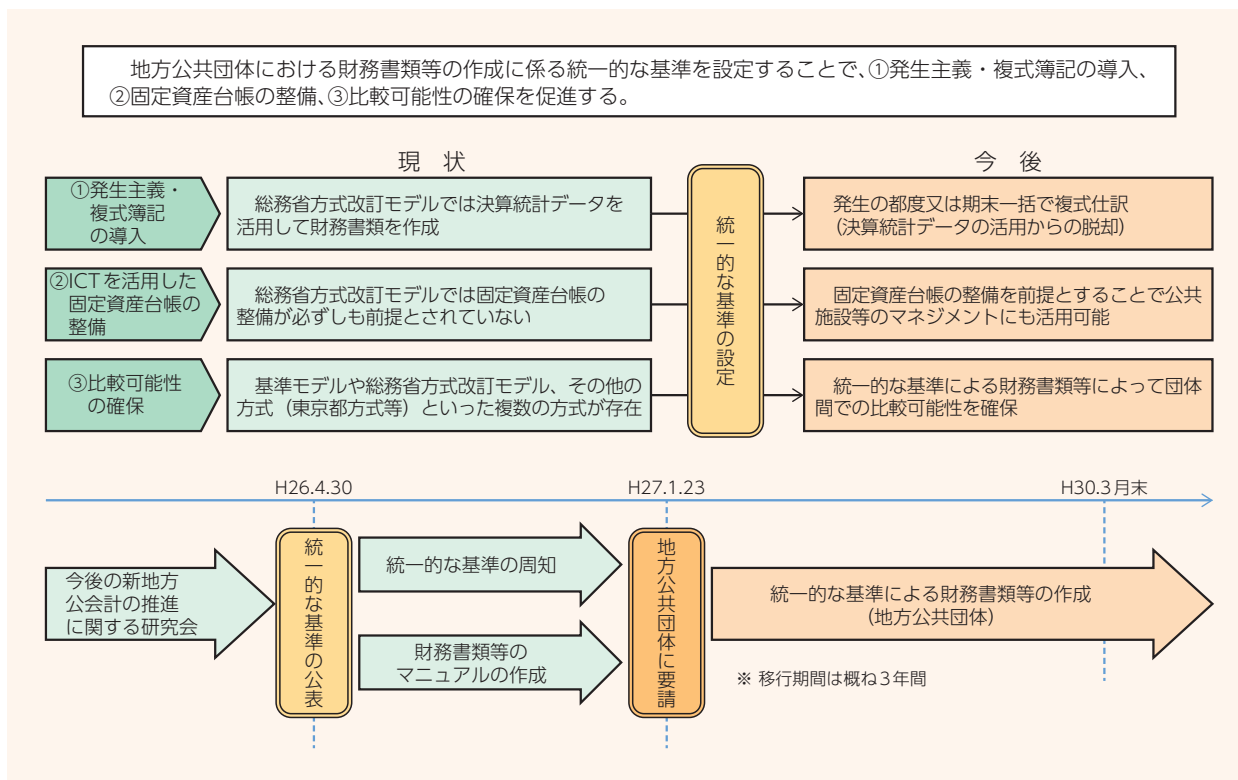 地方公共団体における財務書類等の作成に係る統一的な基準を設定することで、①発生主義・複式簿記の導入、
②固定資産台帳の整備、③比較可能性の確保を促進する。
現 状
今 後
①発生主義・
複式簿記
の導入
総務省方式改訂モデルでは決算統計データを
活用して財務書類を作成
統一的な基準の設定
発生の都度又は期末一括で複式仕訳
（決算統計データの活用からの脱却）
②ICTを活用した
固定資産台帳の
整備
総務省方式改訂モデルでは固定資産台帳の
整備が必ずしも前提とされていない
固定資産台帳の整備を前提とすることで公共
施設等のマネジメントにも活用可能
③比較可能性
の確保
基準モデルや総務省方式改訂モデル、その他の
方式（東京都方式等）といった複数の方式が存在
統一的な基準による財務書類等によって団体
間での比較可能性を確保
H26.4.30
H27.1.23
H30.3月末
今後の新地方
公会計の推進
に関する研究会
統一的な基準の公表
統一的な基準の周知
財務書類等の
マニュアルの作成
地方公共団体に要請
統一的な基準による財務書類等の作成
（地方公共団体）
※ 移行期間は概ね3年間